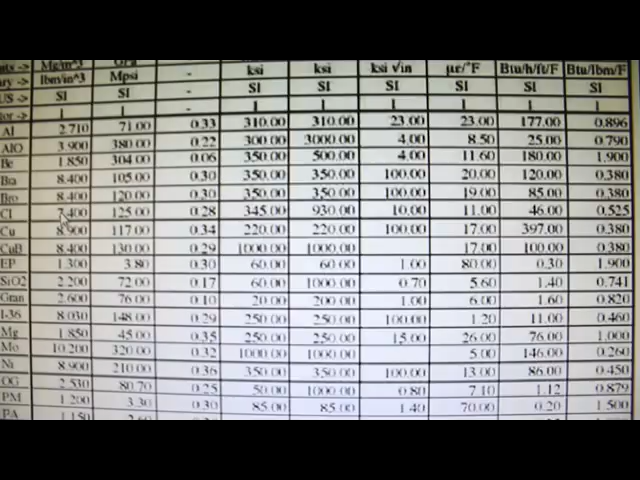 nts -> Mg/m^3 GPa
ary -> lbm/in^3 Mpsi - ksi ksi ksi √in με/°F Btu/h/ft/F Btu/lbm/F
US -> SI SI - SI SI SI SI SI SI
tor -> 1 1 - 1 1 1 1 1 1
Al 2.710 71.00 0.33 310.00 310.00 23.00 23.00 177.00 0.896
AlO 3.900 380.00 0.22 300.00 3000.00 4.00 8.50 25.00 0.790
Be 1.850 304.00 0.06 350.00 500.00 4.00 11.60 180.00 1.900
Bra 8.400 105.00 0.30 350.00 350.00 100.00 20.00 120.00 0.380
Bro 8.400 120.00 0.30 350.00 350.00 100.00 19.00 85.00 0.380
CI 7.400 125.00 0.28 345.00 930.00 10.00 11.00 46.00 0.525
Cu 8.900 117.00 0.34 220.00 220.00 100.00 17.00 397.00 0.380
CuB 8.400 130.00 0.29 1000.00 1000.00 17.00 100.00 0.380
EP 1.300 3.80 0.30 60.00 60.00 1.00 80.00 0.30 1.900
SiO2 2.200 72.00 0.17 60.00 1000.00 0.70 5.60 1.40 0.741
Gran 2.600 76.00 0.10 20.00 200.00 1.00 6.00 1.60 0.820
I-36 8.030 148.00 0.29 250.00 250.00 100.00 1.20 11.00 0.460
Mg 1.850 45.00 0.35 250.00 250.00 15.00 26.00 76.00 1.000
Mo 10.200 320.00 0.32 1000.00 1000.00 5.00 146.00 0.260
Ni 8.900 210.00 0.36 350.00 350.00 100.00 13.00 86.00 0.450
OG 2.530 80.70 0.25 50.00 1000.00 0.80 7.10 1.12 0.879
PM 1.200 3.30 0.30 85.00 85.00 1.40 70.00 0.20 1.500
PA 1.150